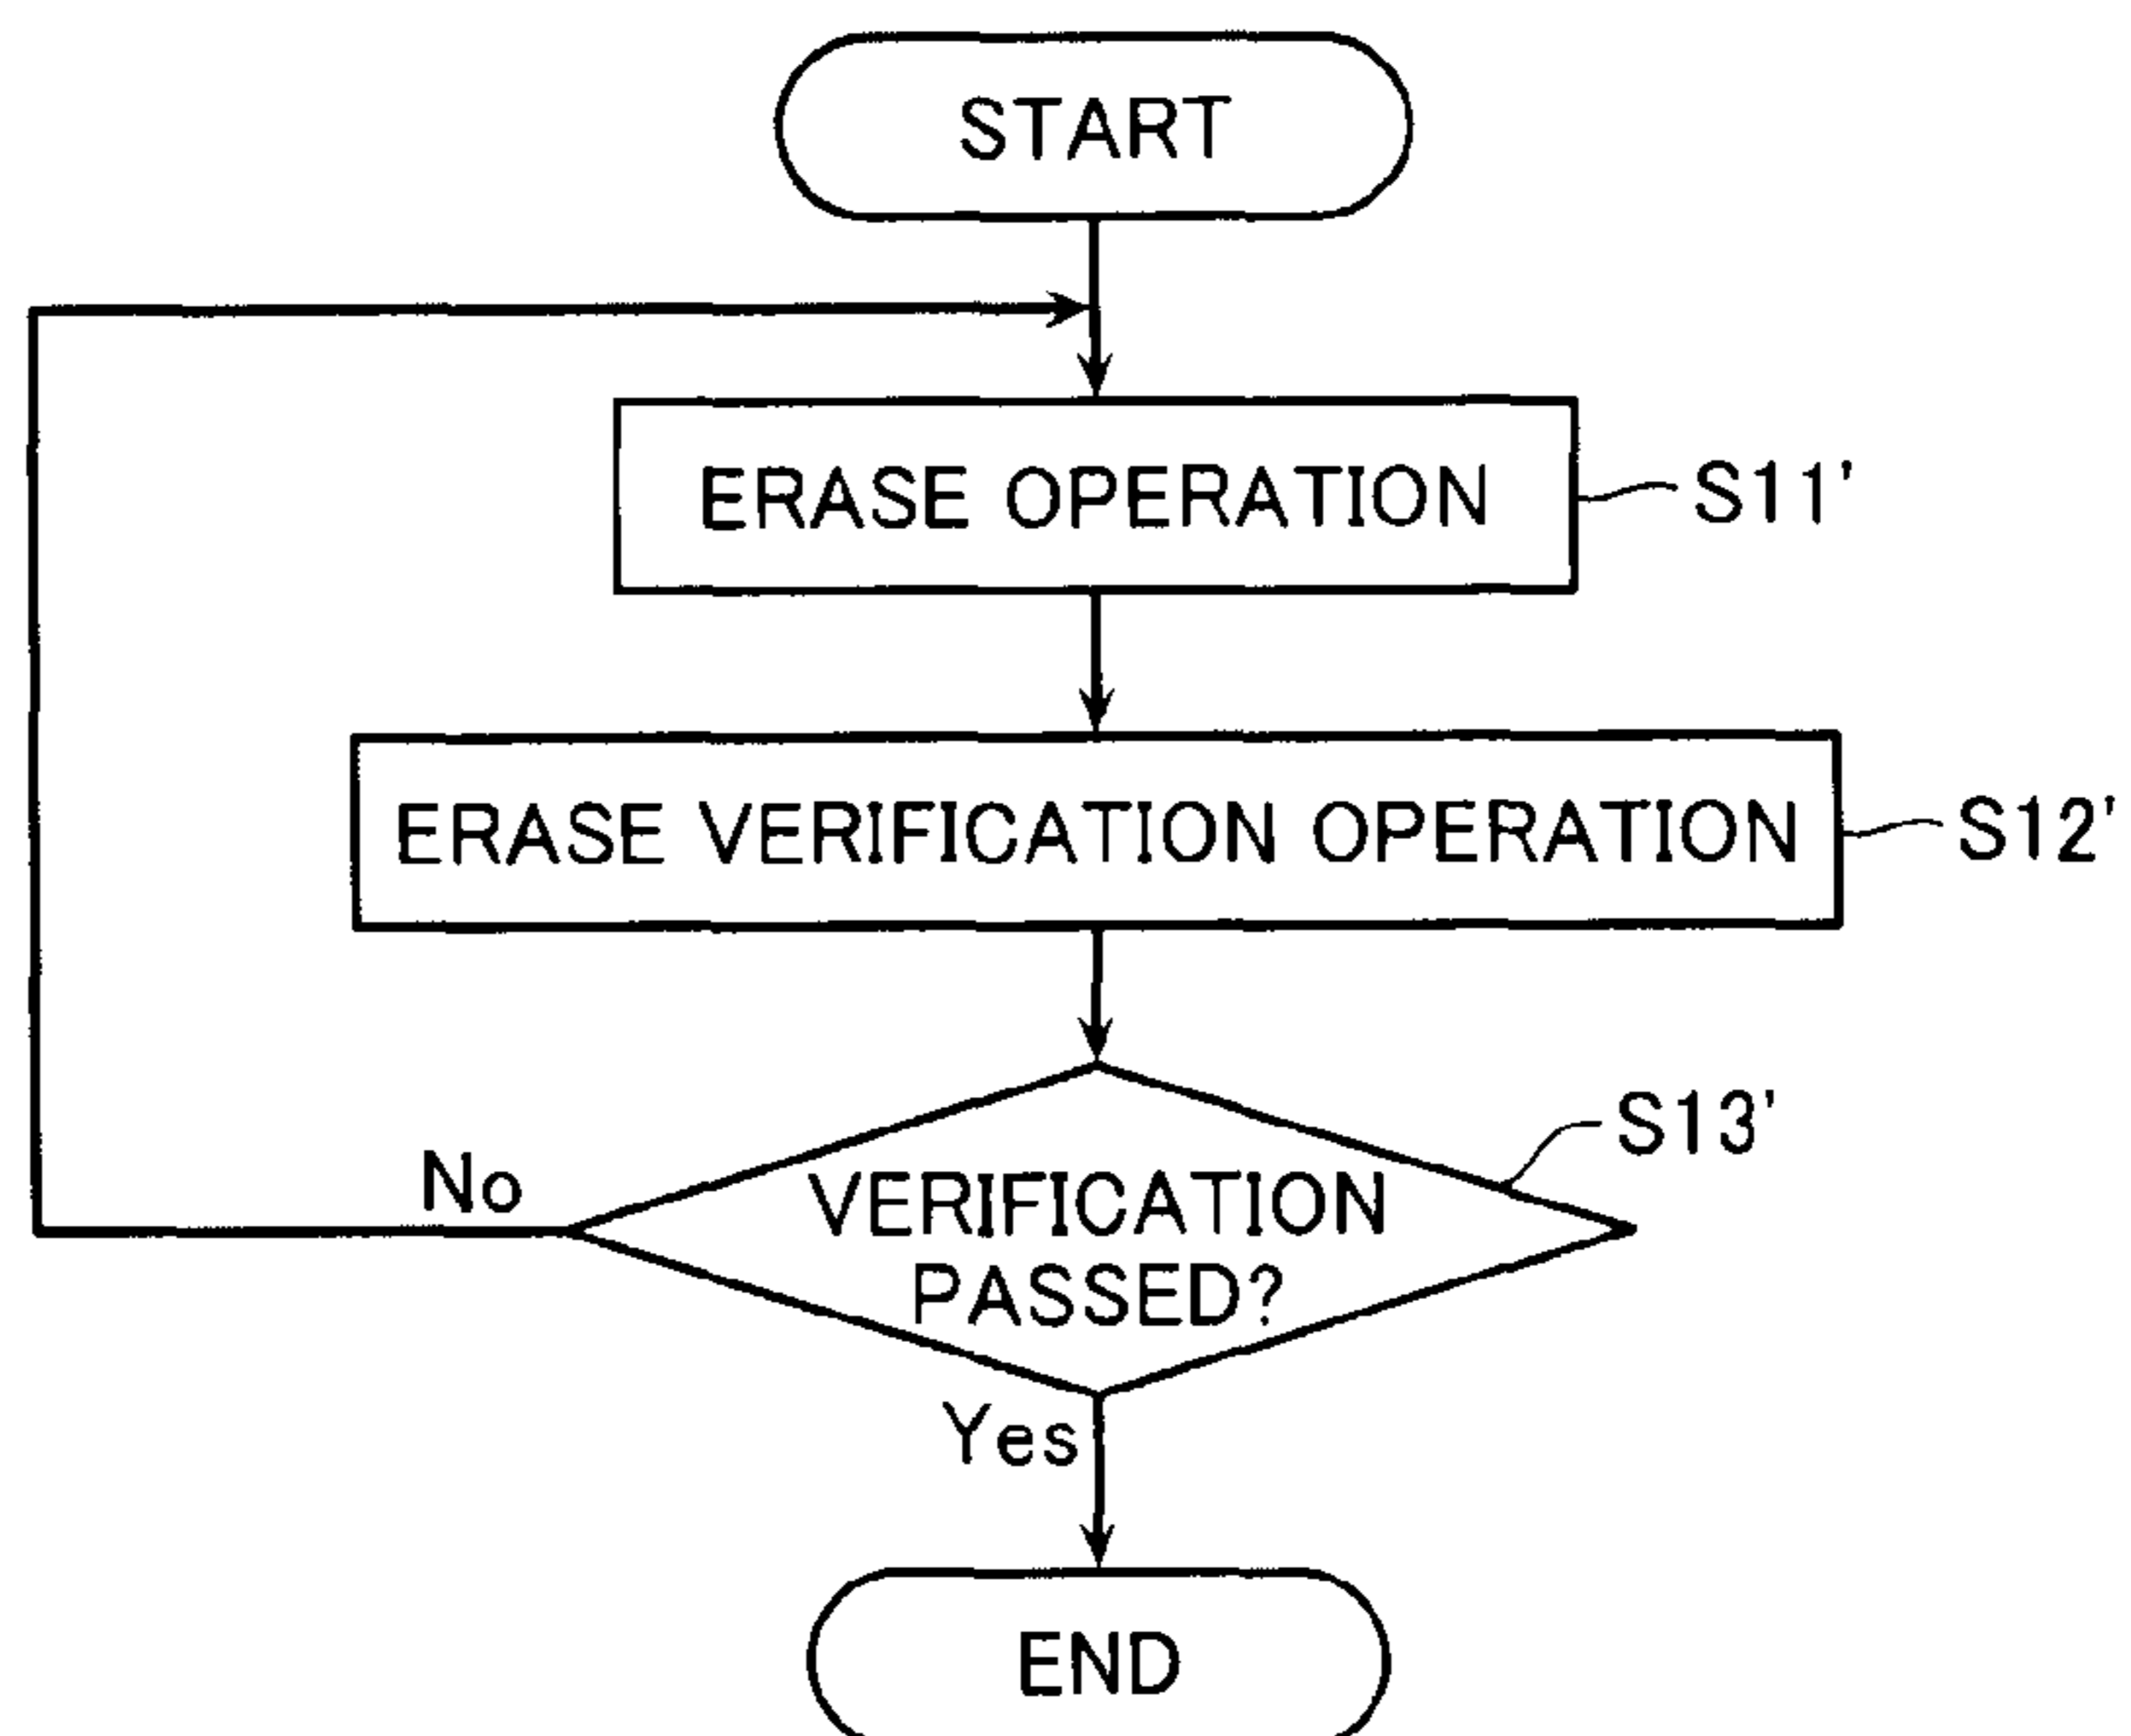 START
ERASE OPERATION
S11'
ERASE VERIFICATION OPERATION
S12'
S13'
No
VERIFICATION
PASSED?
Yes
END